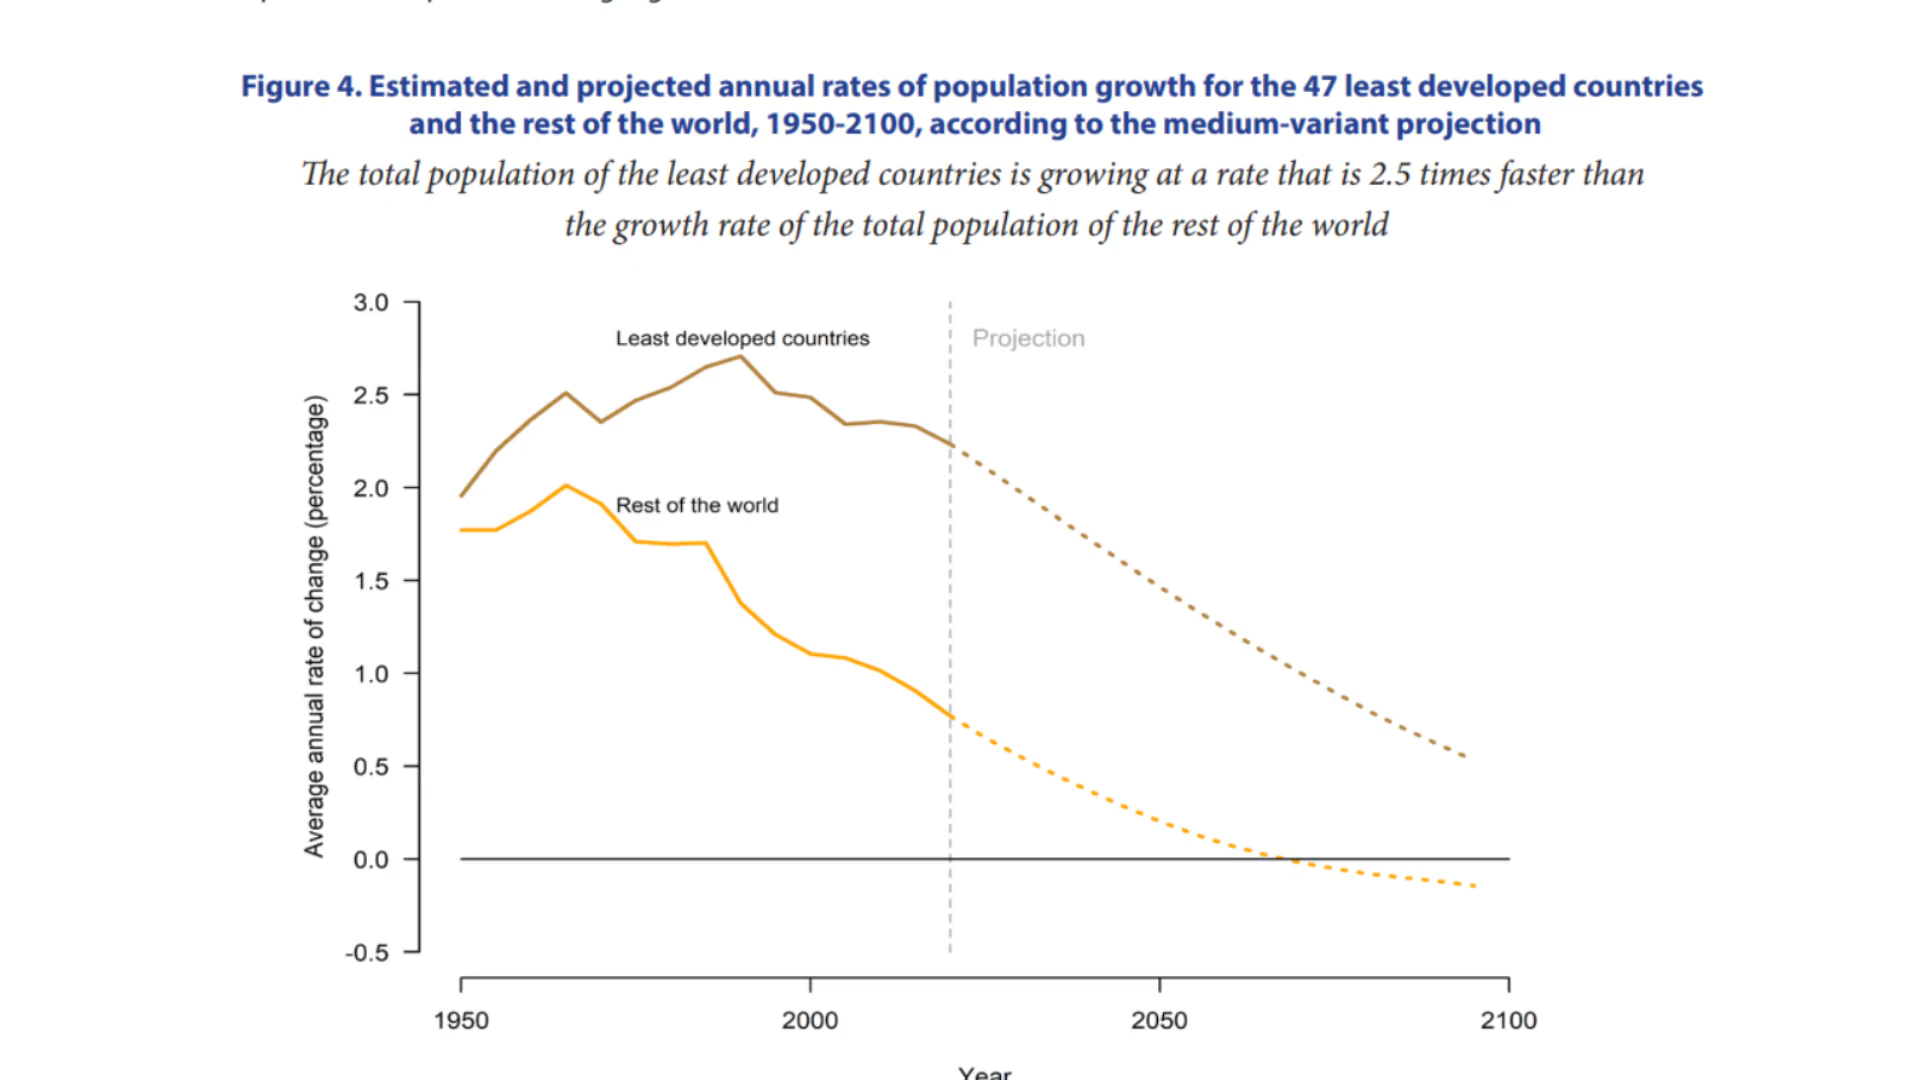 Figure 4. Estimated and projected annual rates of population growth for the 47 least developed countries
and the rest of the world, 1950-2100, according to the medium-variant projection
The total population of the least developed countries is growing at a rate that is 2.5 times faster than
the growth rate of the total population of the rest of the world
3.0
Least developed countries
Projection
2.5
2.0
Rest of the world
1.5
1.0
0.5
0.0
-0.5
Average annual rate of change (percentage)
1950
2000
2050
2100
Year